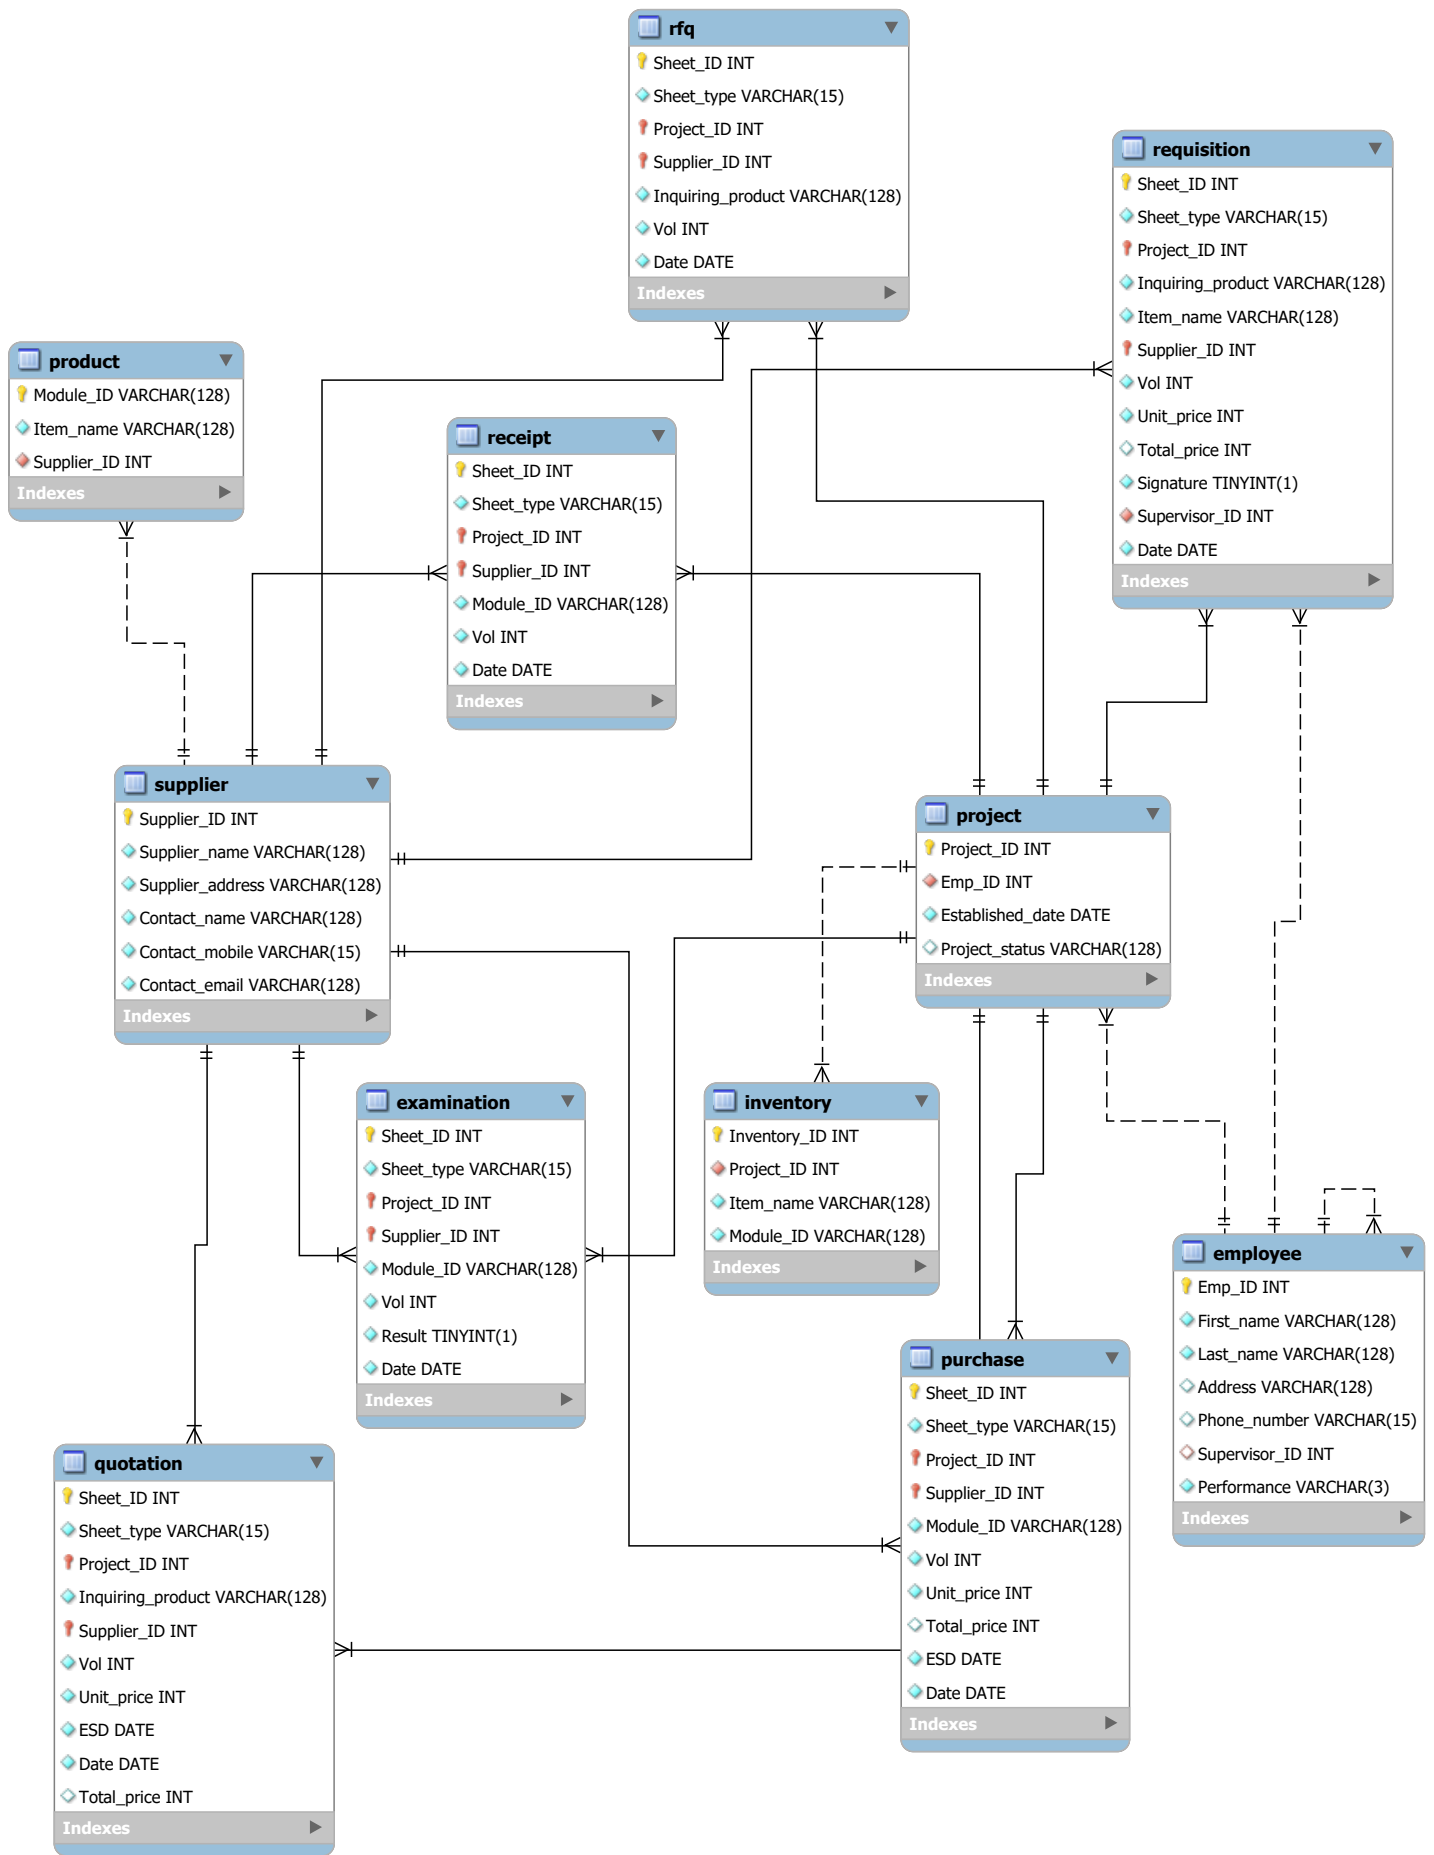 rfq
Sheet_ID INT
Sheet_type VARCHAR(15)
Project_ID INT
Supplier_ID INT
Inquiring_product VARCHAR(128)
Vol INT
Date DATE
Indexes
requisition
Sheet_ID INT
Sheet_type VARCHAR(15)
Project_ID INT
Inquiring_product VARCHAR(128)
Item_name VARCHAR(128)
Supplier_ID INT
Vol INT
Unit_price INT
Total_price INT
Signature TINYINT(1)
Supervisor_ID INT
Date DATE
Indexes
product
Module_ID VARCHAR(128)
Item_name VARCHAR(128)
Supplier_ID INT
Indexes
receipt
Sheet_ID INT
Sheet_type VARCHAR(15)
Project_ID INT
Supplier_ID INT
Module_ID VARCHAR(128)
Vol INT
Date DATE
Indexes
supplier
Supplier_ID INT
Supplier_name VARCHAR(128)
Supplier_address VARCHAR(128)
Contact_name VARCHAR(128)
Contact_mobile VARCHAR(15)
Contact_email VARCHAR(128)
Indexes
project
Project_ID INT
Emp_ID INT
Established_date DATE
Project_status VARCHAR(128)
Indexes
examination
Sheet_ID INT
Sheet_type VARCHAR(15)
Project_ID INT
Supplier_ID INT
Module_ID VARCHAR(128)
Vol INT
Result TINYINT(1)
Date DATE
Indexes
inventory
Inventory_ID INT
Project_ID INT
Item_name VARCHAR(128)
Module_ID VARCHAR(128)
Indexes
employee
Emp_ID INT
First_name VARCHAR(128)
Last_name VARCHAR(128)
Address VARCHAR(128)
Phone_number VARCHAR(15)
Supervisor_ID INT
Performance VARCHAR(3)
Indexes
purchase
Sheet_ID INT
Sheet_type VARCHAR(15)
Project_ID INT
Supplier_ID INT
Module_ID VARCHAR(128)
Vol INT
Unit_price INT
Total_price INT
ESD DATE
Date DATE
Indexes
quotation
Sheet_ID INT
Sheet_type VARCHAR(15)
Project_ID INT
Inquiring_product VARCHAR(128)
Supplier_ID INT
Vol INT
Unit_price INT
ESD DATE
Date DATE
Total_price INT
Indexes